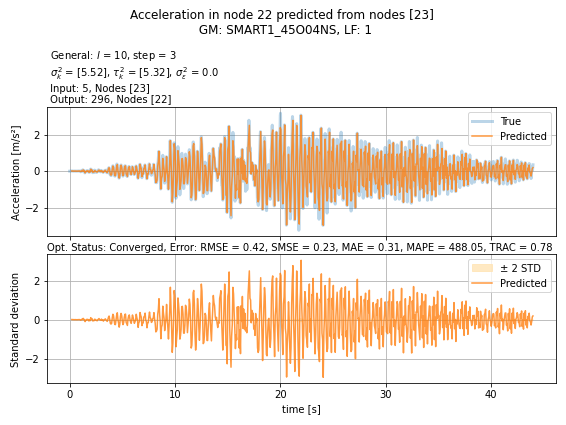 Acceleration in node 22 predicted from nodes [23]
GM: SMART1_45O04NS, LF: 1
General: l = 10, step = 3
σ²ₖ = [5.52], τ²ₖ = [5.32], σ²ε = 0.0
Input: 5, Nodes [23]
Output: 296, Nodes [22]
Acceleration [m/s²]
2
0
−2
True
Predicted
Opt. Status: Converged, Error: RMSE = 0.42, SMSE = 0.23, MAE = 0.31, MAPE = 488.05, TRAC = 0.78
Standard deviation
2
0
−2
± 2 STD
Predicted
0 10 20 30 40
time [s]